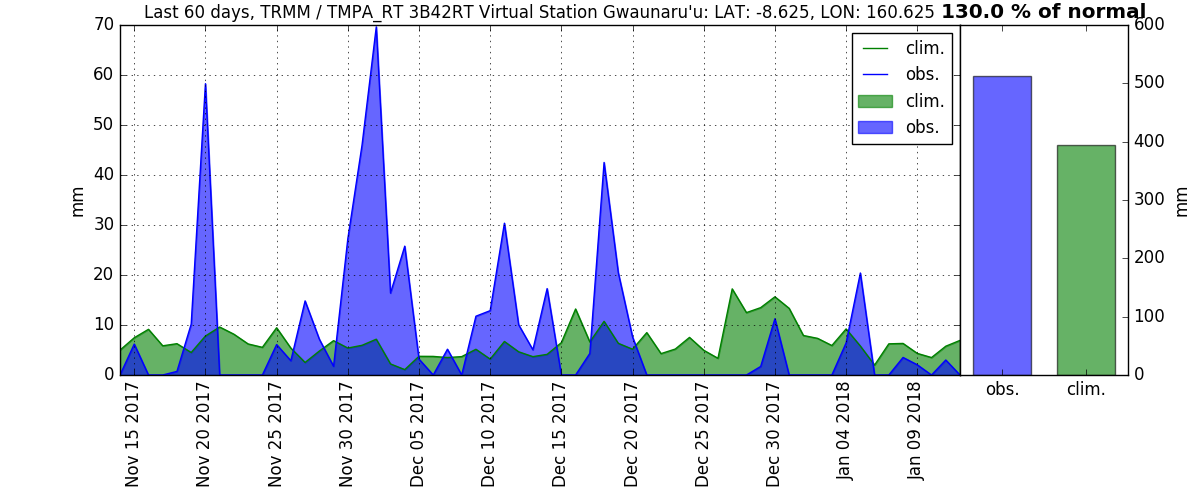 Last 60 days, TRMM / TMPA_RT 3B42RT Virtual Station Gwaunaru'u: LAT: -8.625, LON: 160.625 130.0 % of normal
70
60
50
40
30
20
10
0
mm
clim.
obs.
clim.
obs.
600
500
400
300
200
100
0
mm
obs.
clim.
Nov 15 2017
Nov 20 2017
Nov 25 2017
Nov 30 2017
Dec 05 2017
Dec 10 2017
Dec 15 2017
Dec 20 2017
Dec 25 2017
Dec 30 2017
Jan 04 2018
Jan 09 2018